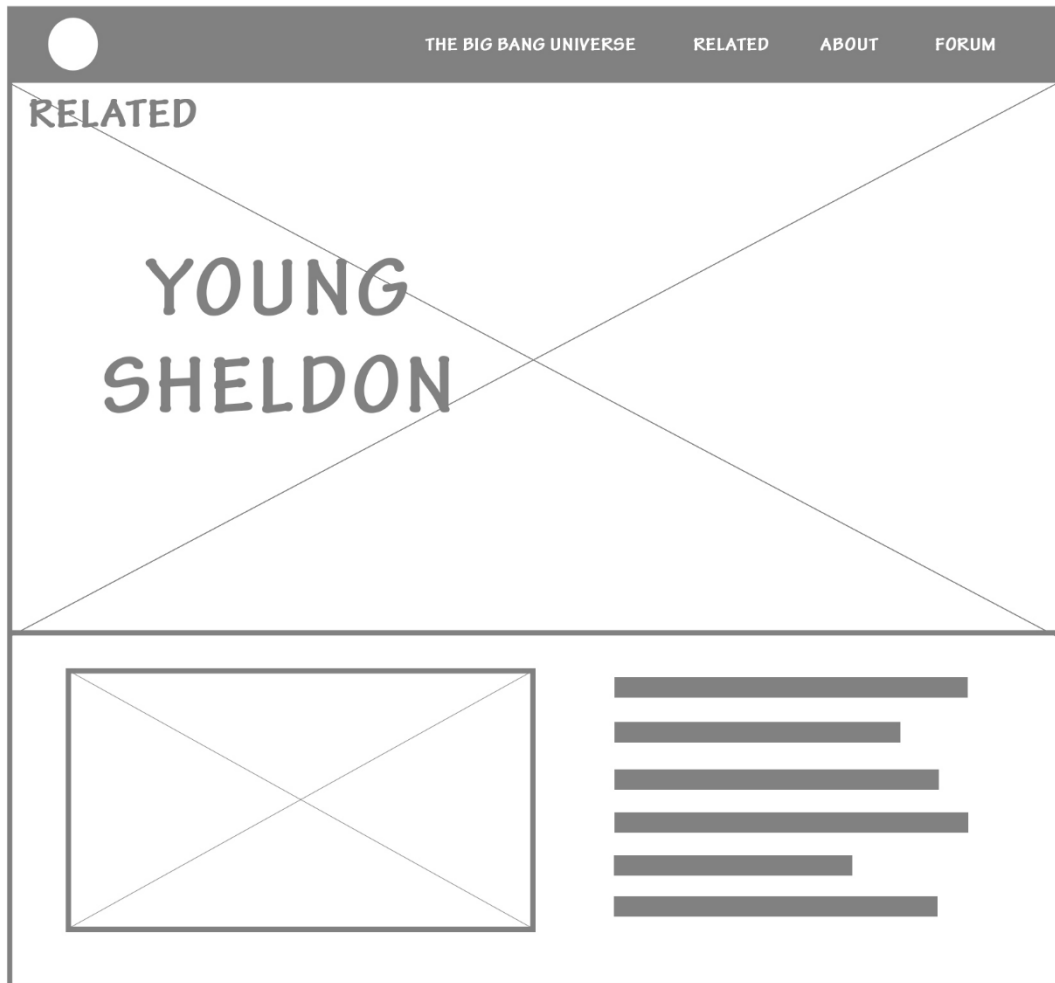 THE BIG BANG UNIVERSE RELATED ABOUT FORUM
RELATED
YOUNG
SHELDON